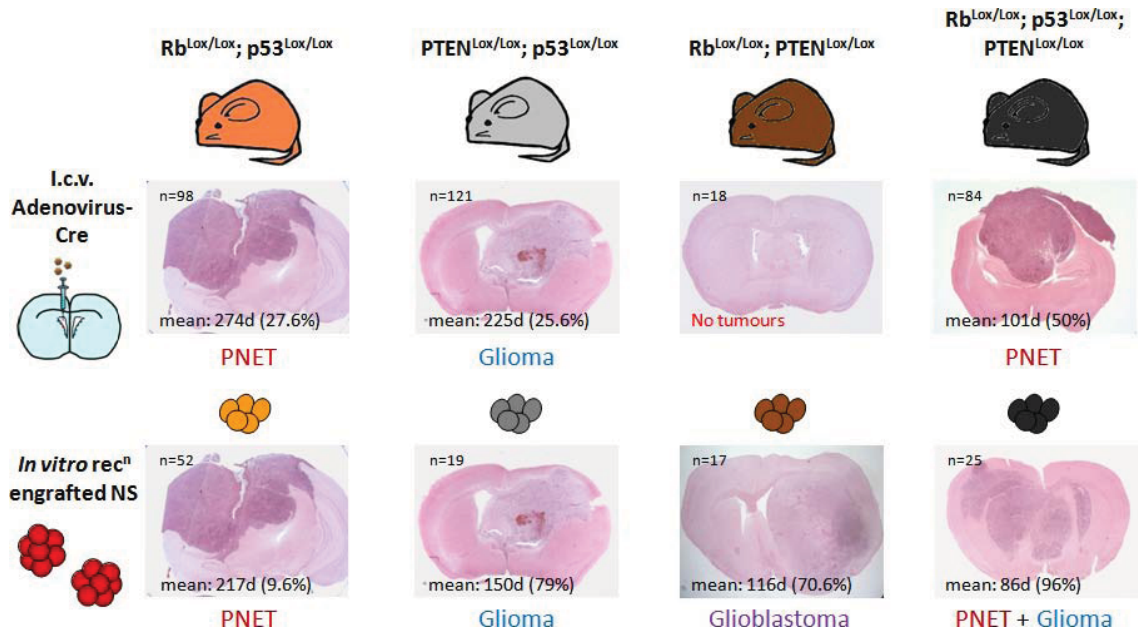 Rb^Lox/Lox; p53^Lox/Lox
PTEN^Lox/Lox; p53^Lox/Lox
Rb^Lox/Lox; PTEN^Lox/Lox
Rb^Lox/Lox; p53^Lox/Lox;
PTEN^Lox/Lox
I.c.v.
Adenovirus-
Cre
n=98
mean: 274d (27.6%)
PNET
n=121
mean: 225d (25.6%)
Glioma
n=18
No tumours
n=84
mean: 101d (50%)
PNET
In vitro rec^n
engrafted NS
n=52
mean: 217d (9.6%)
PNET
n=19
mean: 150d (79%)
Glioma
n=17
mean: 116d (70.6%)
Glioblastoma
n=25
mean: 86d (96%)
PNET + Glioma